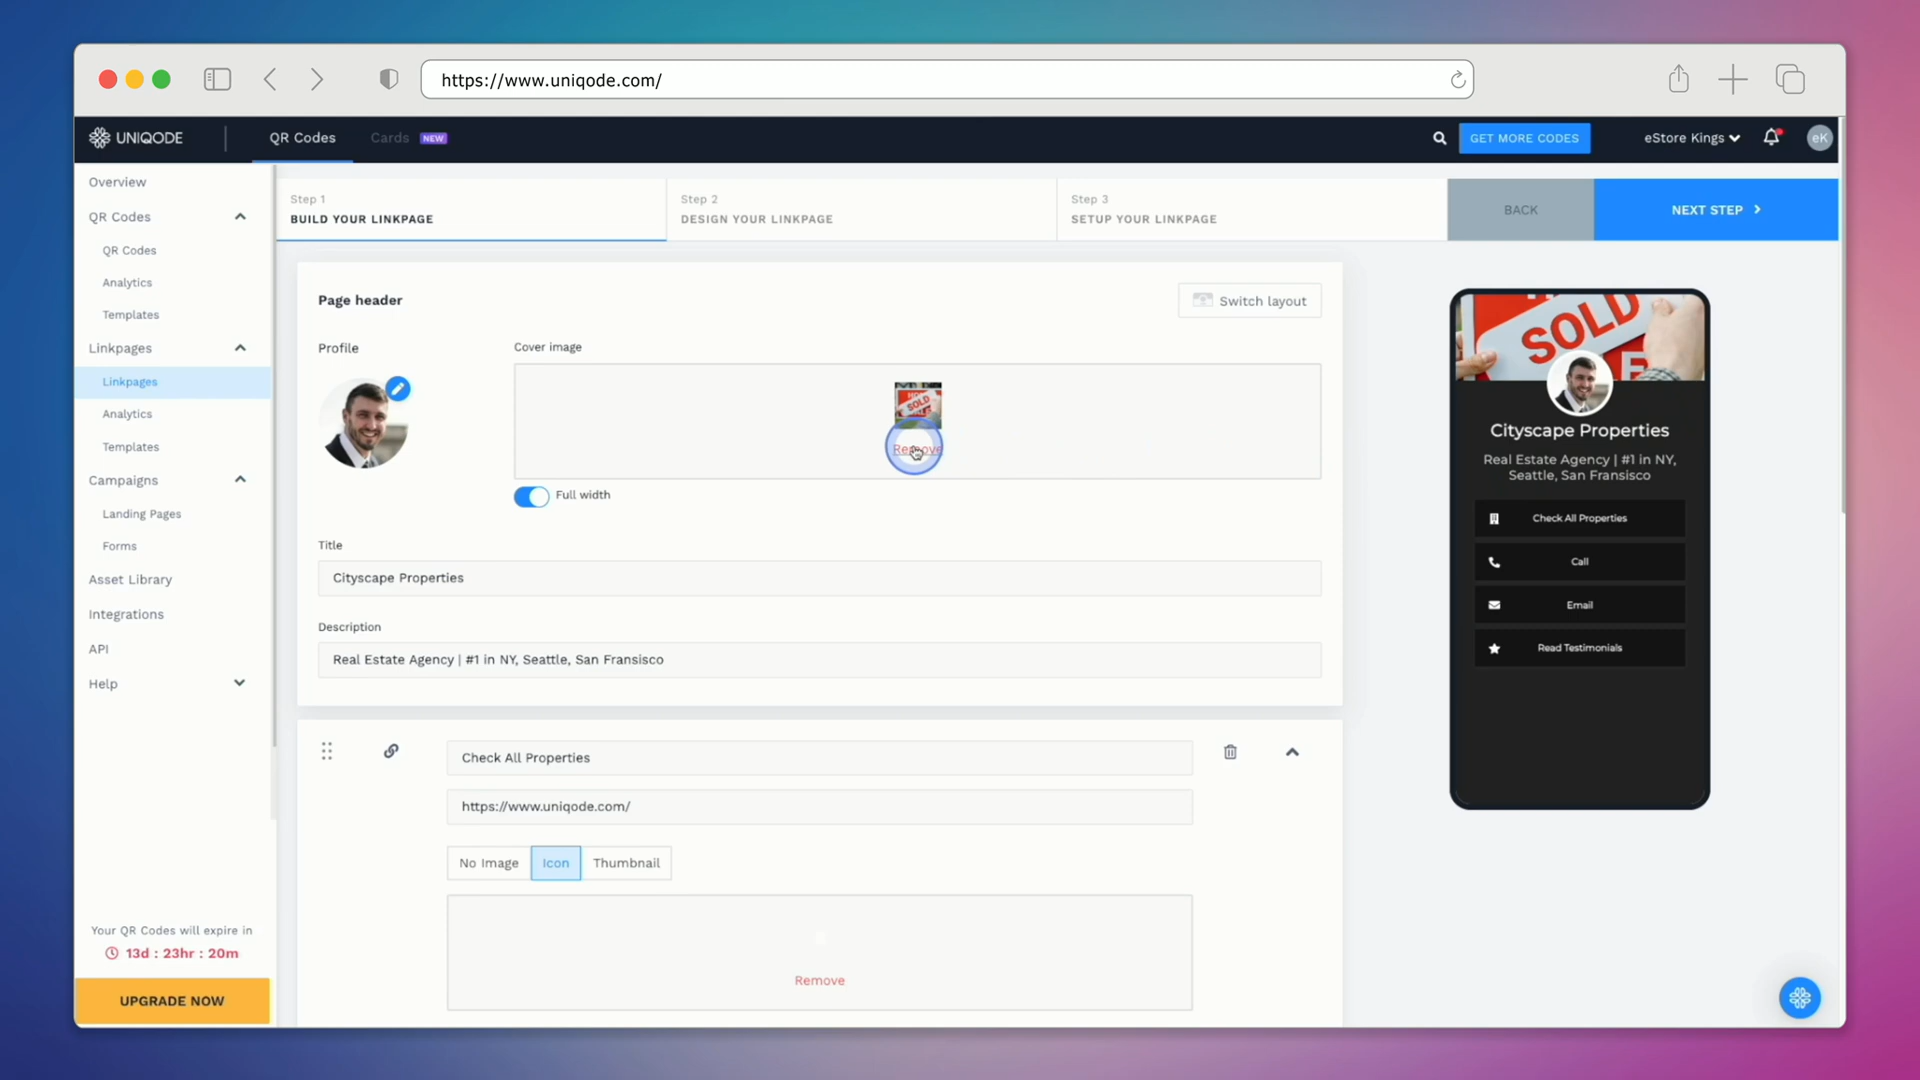 https://www.uniqode.com/
UNIQODE
QR Codes
Cards NEW
GET MORE CODES
eStore Kings
eK
Overview
QR Codes
QR Codes
Analytics
Templates
Linkpages
Linkpages
Analytics
Templates
Campaigns
Landing Pages
Forms
Asset Library
Integrations
API
Help
Your QR Codes will expire in
13d : 23hr : 20m
UPGRADE NOW
Step 1
BUILD YOUR LINKPAGE
Step 2
DESIGN YOUR LINKPAGE
Step 3
SETUP YOUR LINKPAGE
BACK
NEXT STEP
Page header
Switch layout
Profile
Cover image
SOLD
Remove
Full width
Title
Cityscape Properties
Description
Real Estate Agency | #1 in NY, Seattle, San Fransisco
Check All Properties
https://www.uniqode.com/
No Image
Icon
Thumbnail
Remove
SOLD
Cityscape Properties
Real Estate Agency | #1 in NY,
Seattle, San Fransisco
Check All Properties
Call
Email
Read Testimonials